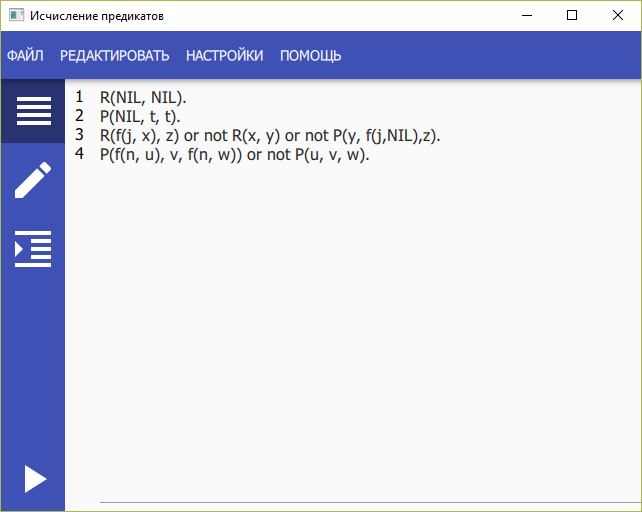 Исчисление предикатов
ФАЙЛ РЕДАКТИРОВАТЬ НАСТРОЙКИ ПОМОЩЬ
1 R(NIL, NIL).
2 P(NIL, t, t).
3 R(f(j, x), z) or not R(x, y) or not P(y, f(j,NIL),z).
4 P(f(n, u), v, f(n, w)) or not P(u, v, w).